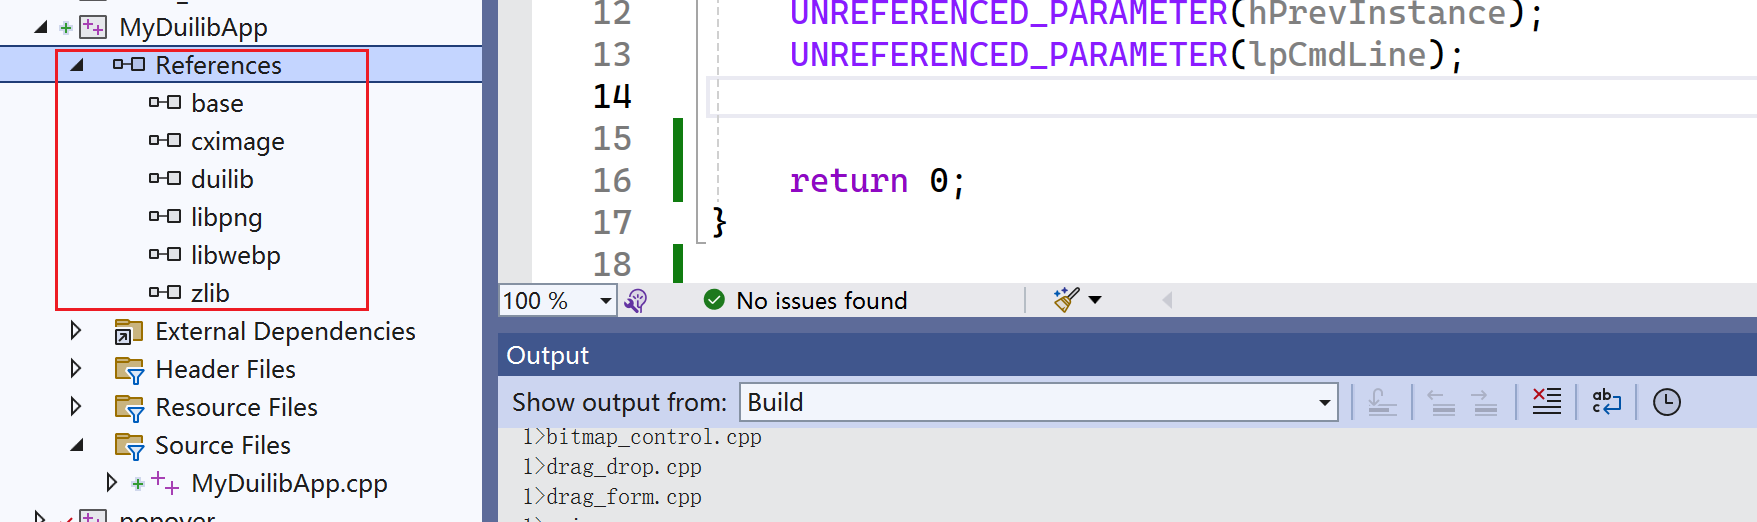 MyDuilibApp
References
base
cximage
duilib
libpng
libwebp
zlib
External Dependencies
Header Files
Resource Files
Source Files
MyDuilibApp.cpp
popover
12 UNREFERENCED_PARAMETER(hPrevInstance);
13 UNREFERENCED_PARAMETER(lpCmdLine);
14
15
16 return 0;
17 }
18
100 % No issues found
Output
Show output from: Build
1>bitmap_control.cpp
1>drag_drop.cpp
1>drag_form.cpp